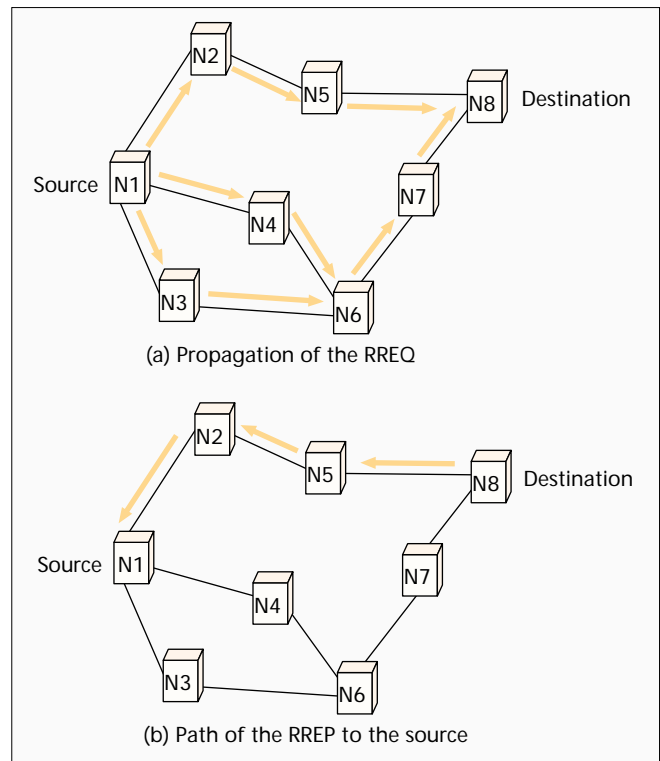 N2
N5
N8
Destination
Source
N1
N7
N4
N3
N6
(a) Propagation of the RREQ
N2
N5
N8
Destination
Source
N1
N7
N4
N3
N6
(b) Path of the RREP to the source